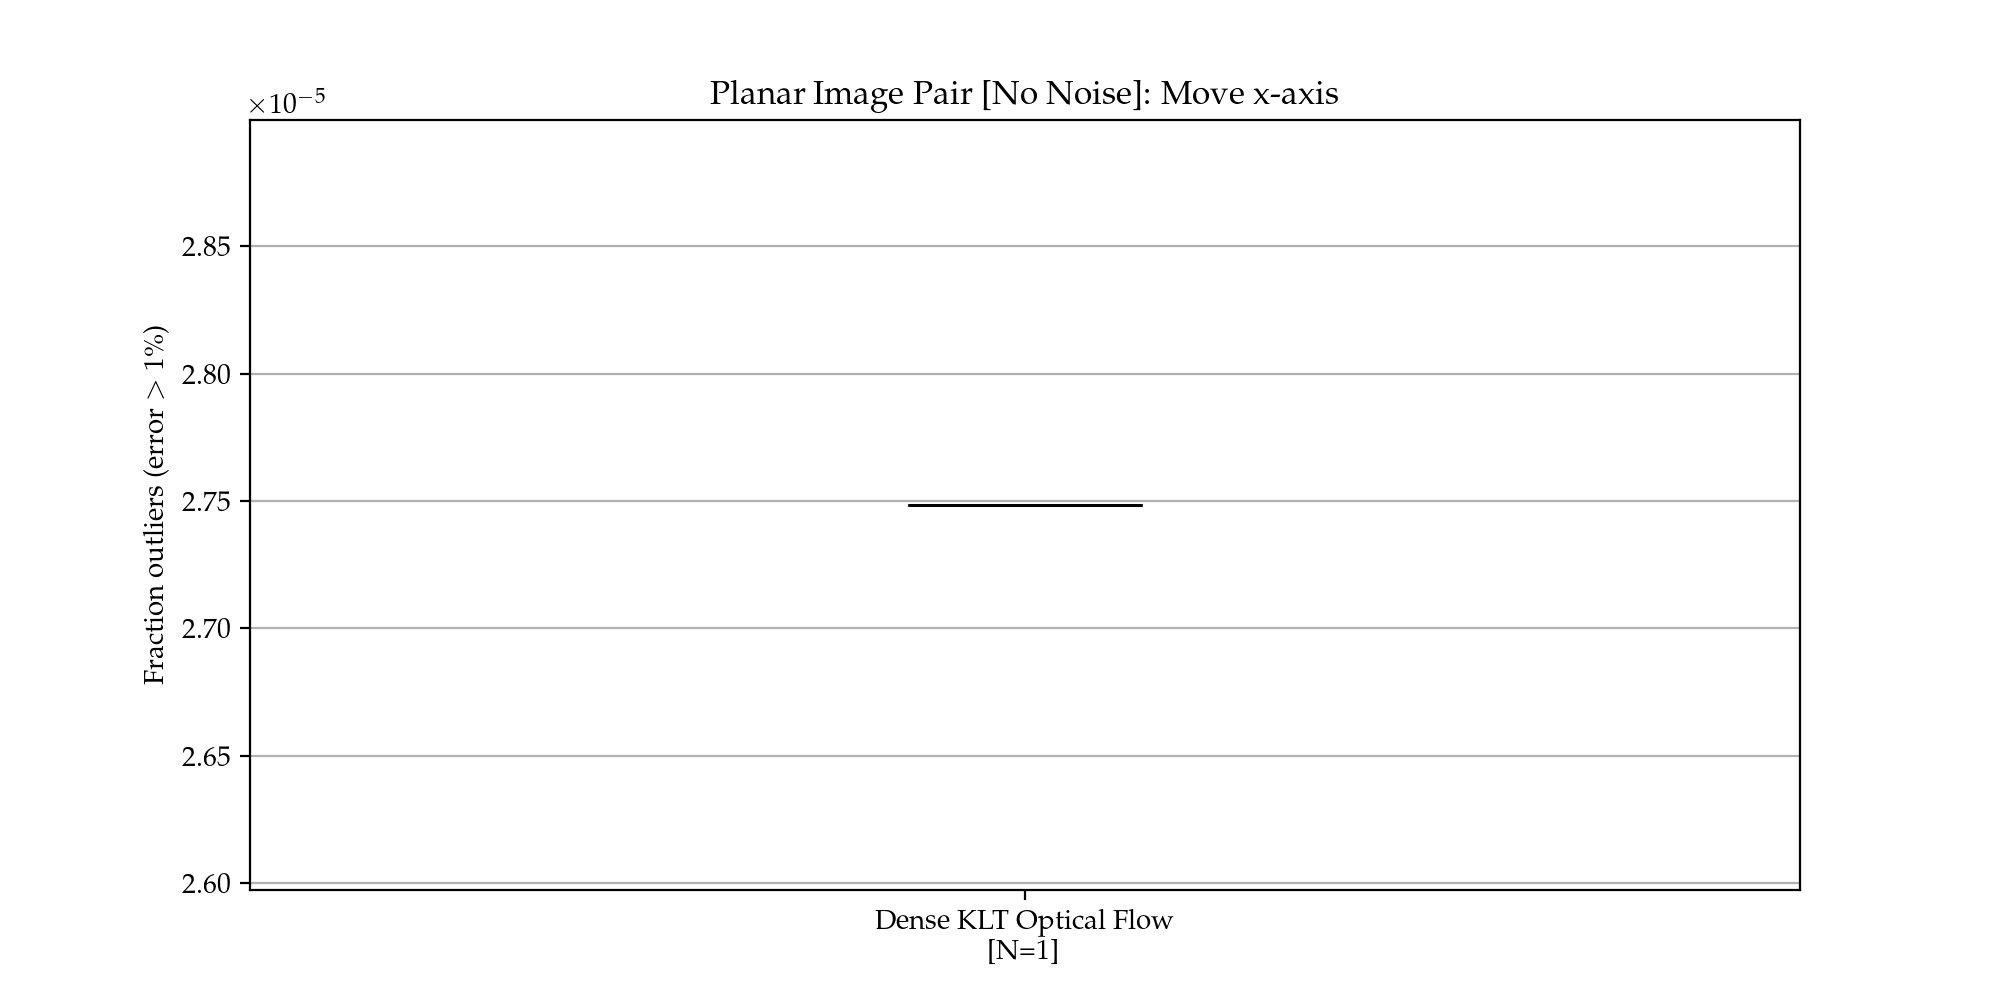 Planar Image Pair [No Noise]: Move x-axis
×10⁻⁵
2.85
2.80
2.75
2.70
2.65
2.60
Fraction outliers (error > 1%)
Dense KLT Optical Flow
[N=1]